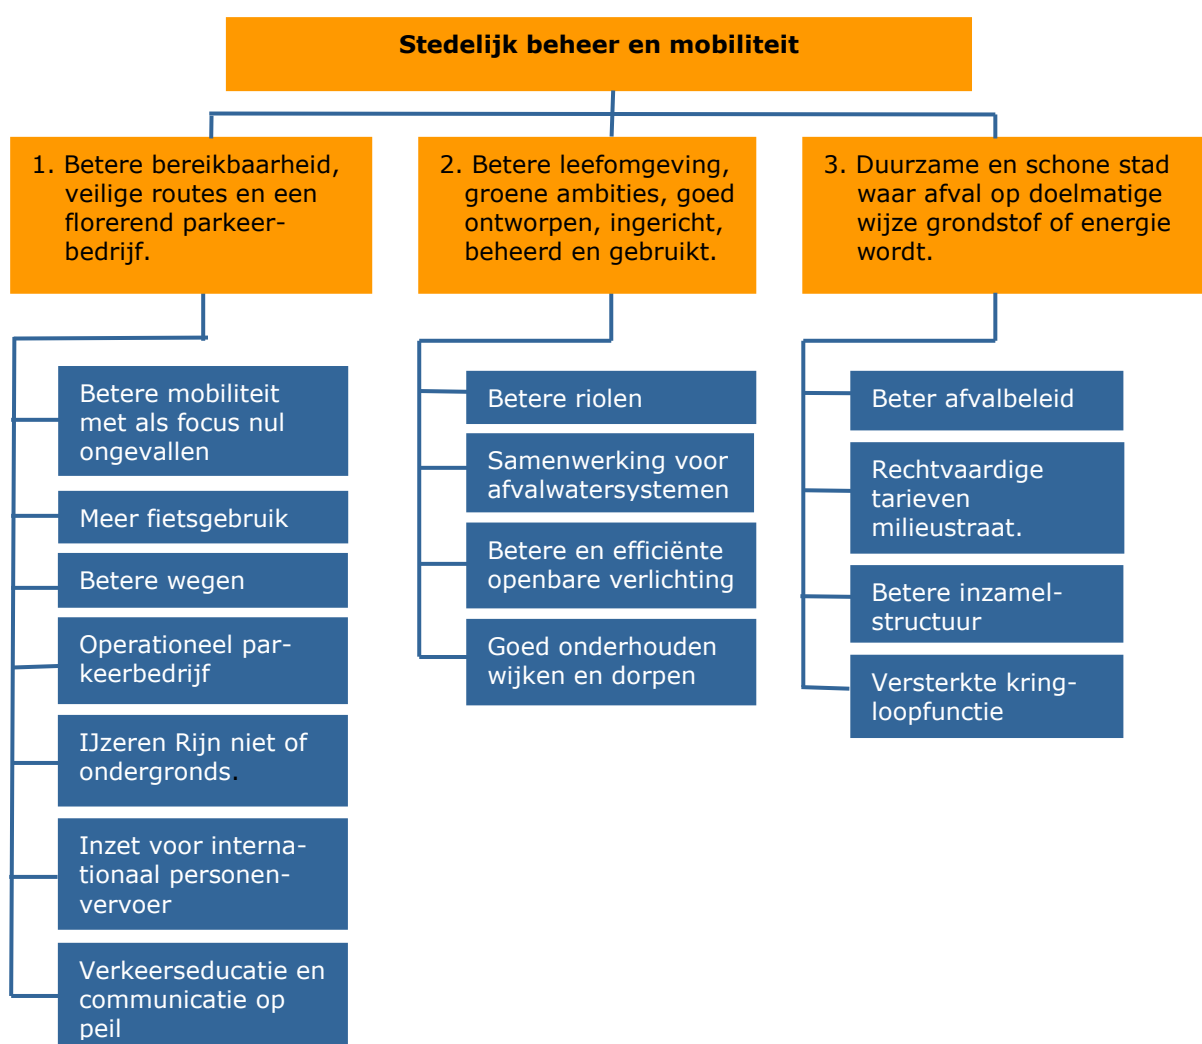 Stedelijk beheer en mobiliteit
1. Betere bereikbaarheid,
veilige routes en een
florerend parkeer-
bedrijf.
Betere mobiliteit
met als focus nul
ongevallen
Meer fietsgebruik
Betere wegen
Operationeel par-
keerbedrijf
IJzeren Rijn niet of
ondergronds.
Inzet voor interna-
tionaal personen-
vervoer
Verkeerseducatie en
communicatie op
peil
2. Betere leefomgeving,
groene ambities, goed
ontworpen, ingericht,
beheerd en gebruikt.
Betere riolen
Samenwerking voor
afvalwatersystemen
Betere en efficiënte
openbare verlichting
Goed onderhouden
wijken en dorpen
3. Duurzame en schone stad
waar afval op doelmatige
wijze grondstof of energie
wordt.
Beter afvalbeleid
Rechtvaardige
tarieven
milieustraat.
Betere inzamel-
structuur
Versterkte kring-
loopfunctie